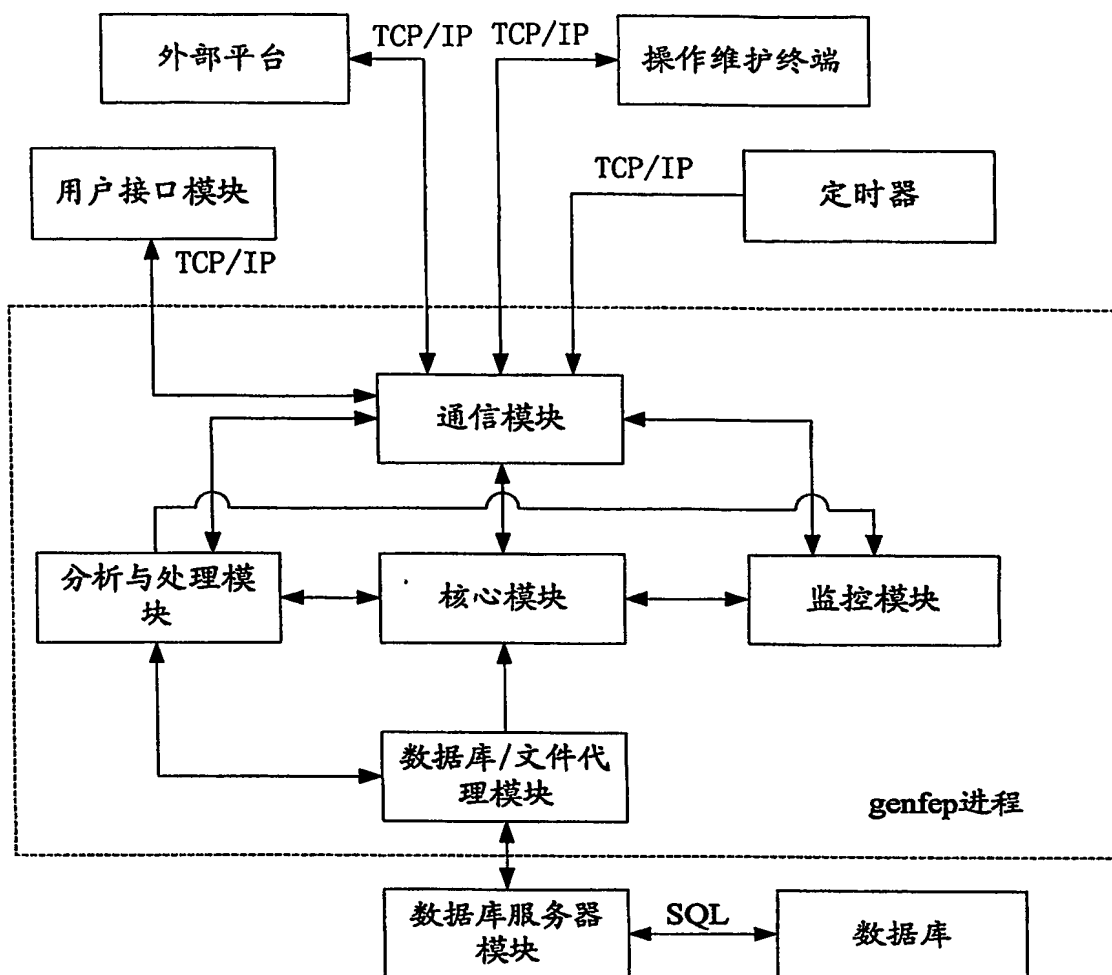 外部平台
TCP/IP
TCP/IP
操作维护终端
用户接口模块
TCP/IP
定时器
TCP/IP
通信模块
分析与处理模
块
核心模块
监控模块
数据库/文件代
理模块
genfep进程
数据库服务器
模块
SQL
数据库